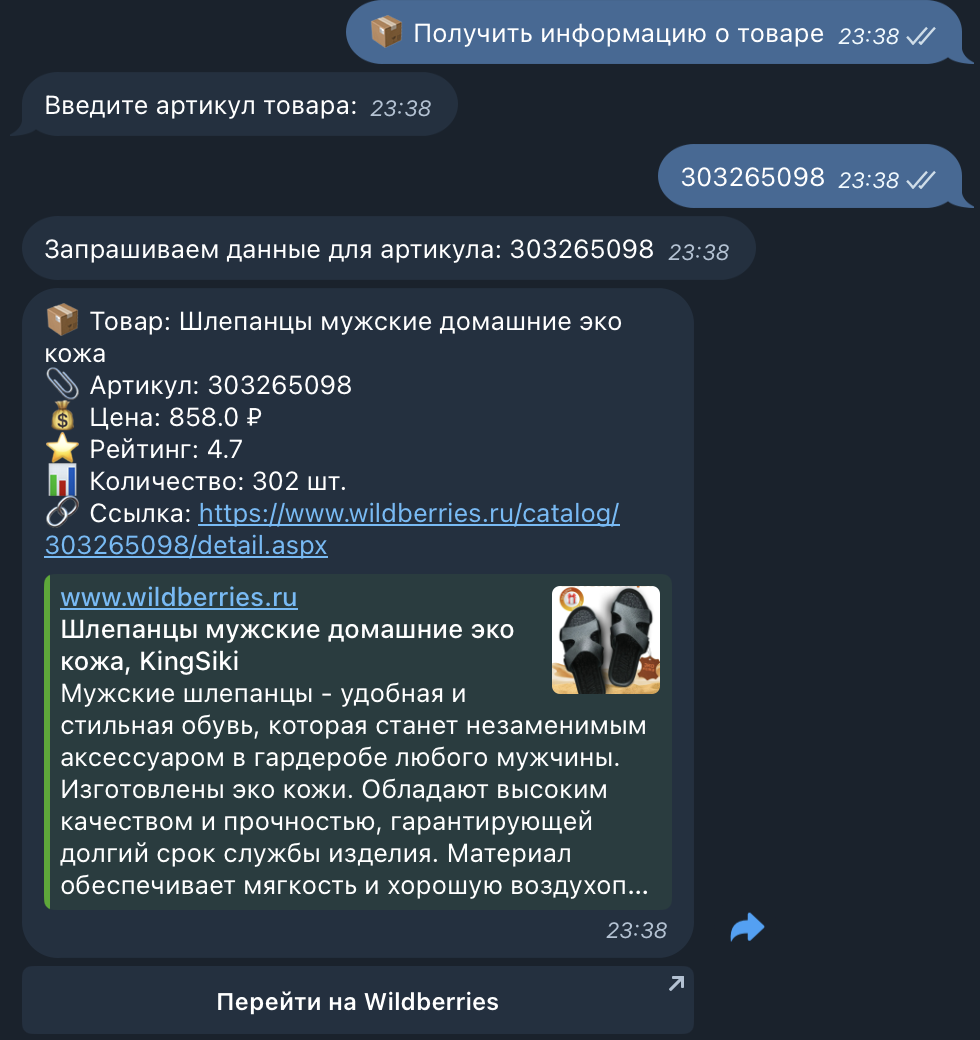 📦 Получить информацию о товаре 23:38
Введите артикул товара: 23:38
303265098 23:38
Запрашиваем данные для артикула: 303265098 23:38
📦 Товар: Шлепанцы мужские домашние эко
кожа
📎 Артикул: 303265098
💰 Цена: 858.0 ₽
⭐ Рейтинг: 4.7
📊 Количество: 302 шт.
🔗 Ссылка: https://www.wildberries.ru/catalog/
303265098/detail.aspx
www.wildberries.ru
Шлепанцы мужские домашние эко
кожа, KingSiki
Мужские шлепанцы - удобная и
стильная обувь, которая станет незаменимым
аксессуаром в гардеробе любого мужчины.
Изготовлены эко кожи. Обладают высоким
качеством и прочностью, гарантирующей
долгий срок службы изделия. Материал
обеспечивает мягкость и хорошую воздухоп...
23:38
Перейти на Wildberries